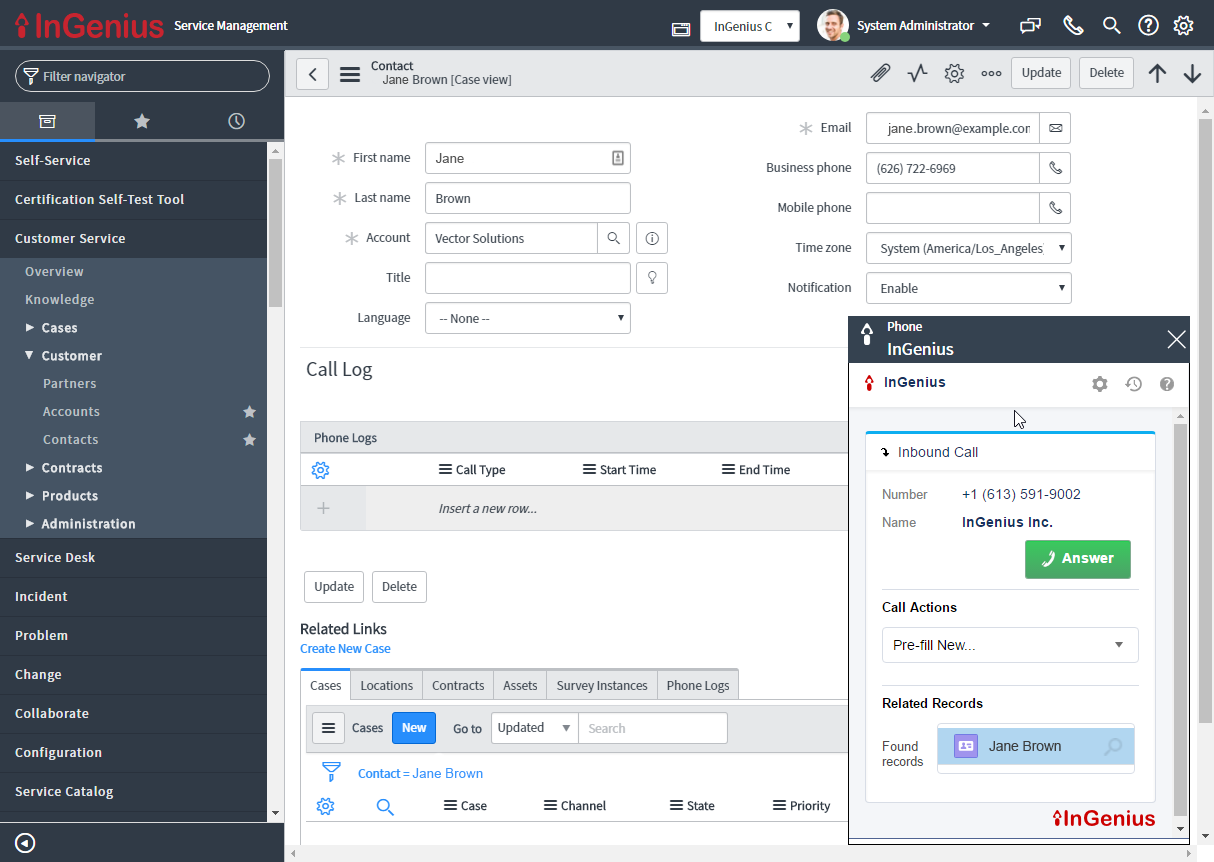 InGenius Service Management
InGenius C
System Administrator
Filter navigator
Self-Service
Certification Self-Test Tool
Customer Service
Overview
Knowledge
Cases
Customer
Partners
Accounts
Contacts
Contracts
Products
Administration
Service Desk
Incident
Problem
Change
Collaborate
Configuration
Service Catalog
Contact
Jane Brown [Case view]
Update
Delete
First name Jane
Last name Brown
Account Vector Solutions
Title
Language -- None --
Email jane.brown@example.con
Business phone (626) 722-6969
Mobile phone
Time zone System (America/Los_Angeles)
Notification Enable
Call Log
Phone Logs
Call Type Start Time End Time
Insert a new row...
Update Delete
Related Links
Create New Case
Cases Locations Contracts Assets Survey Instances Phone Logs
Cases New Go to Updated Search
Contact = Jane Brown
Case Channel State Priority
Phone
InGenius
InGenius
Inbound Call
Number +1 (613) 591-9002
Name InGenius Inc.
Answer
Call Actions
Pre-fill New...
Related Records
Found
records
Jane Brown
InGenius